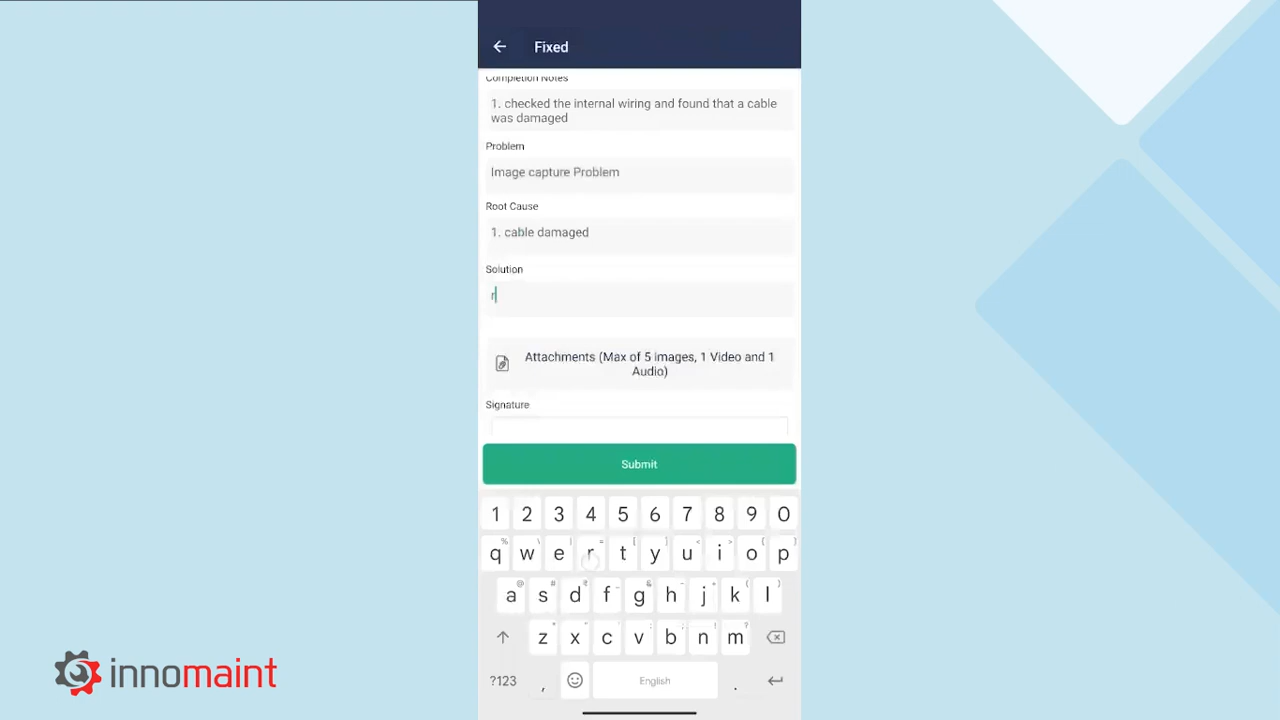 Fixed
Completion Notes
1. checked the internal wiring and found that a cable
was damaged
Problem
Image capture Problem
Root Cause
1. cable damaged
Solution
r
Attachments (Max of 5 images, 1 Video and 1
Audio)
Signature
Submit
1 2 3 4 5 6 7 8 9 0
q w e r t y u i o p
a s d f g h j k l
z x c v b n m
?123 , English .
innomaint